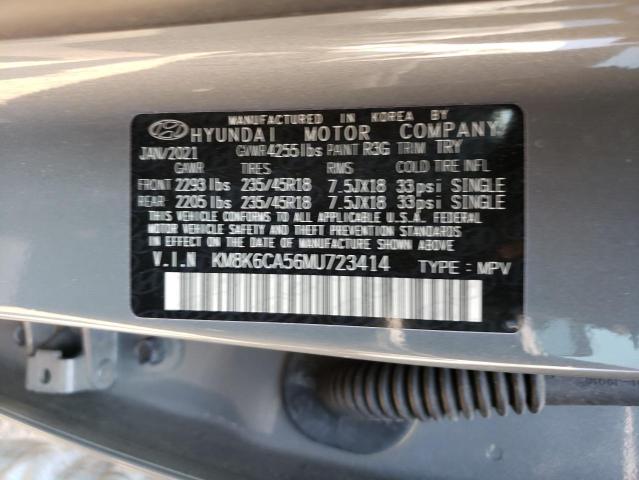 MANUFACTURED IN KOREA BY
HYUNDAI MOTOR COMPANY
JAN/2021 GVWR 4255lbs PAINT R3G TRIM TRY
GAWR TIRES RMS COLD TIRE INFL
FRONT 2293 lbs 235/45R18 7.5JX18 33psi SINGLE
REAR 2205 lbs 235/45R18 7.5JX18 33psi SINGLE
THIS VEHICLE CONFORMS TO ALL APPLICABLE U.S.A. FEDERAL
MOTOR VEHICLE SAFETY AND THEFT PREVENTION STANDARDS
IN EFFECT ON THE DATE OF MANUFACTURE SHOWN ABOVE.
V.I.N KM8K6CA56MU723414 TYPE : MPV